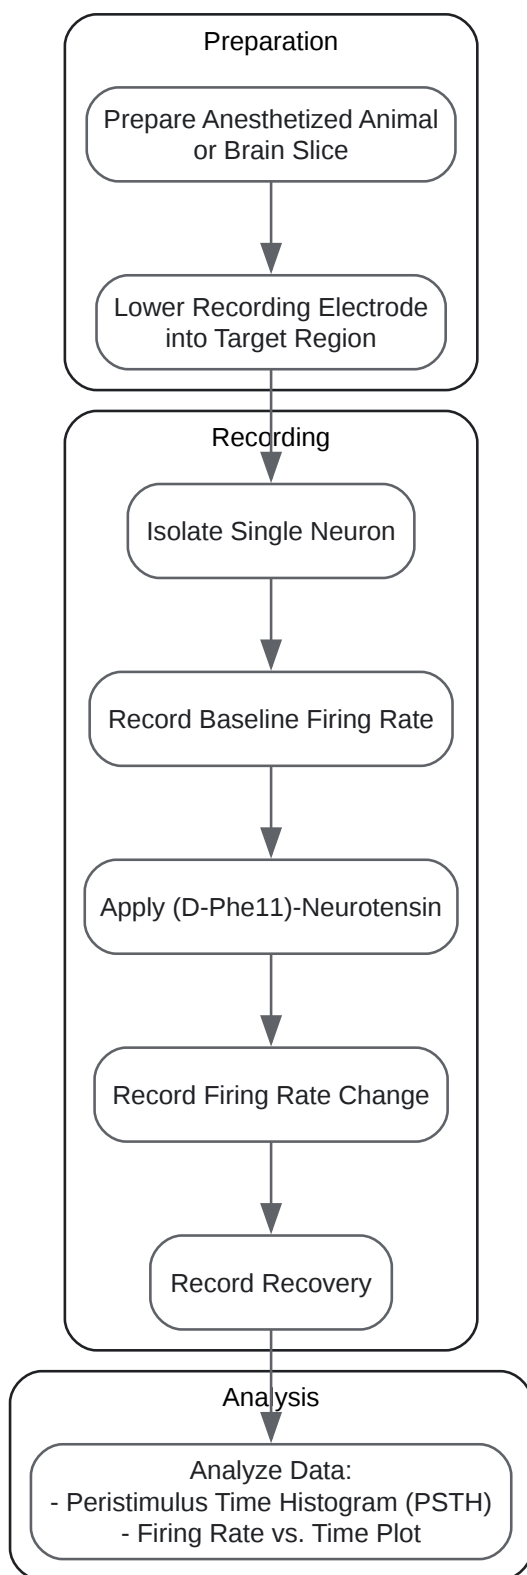 Preparation
Prepare Anesthetized Animal
or Brain Slice
Lower Recording Electrode
into Target Region
Recording
Isolate Single Neuron
Record Baseline Firing Rate
Apply (D-Phe11)-Neurotensin
Record Firing Rate Change
Record Recovery
Analysis
Analyze Data:
- Peristimulus Time Histogram (PSTH)
- Firing Rate vs. Time Plot